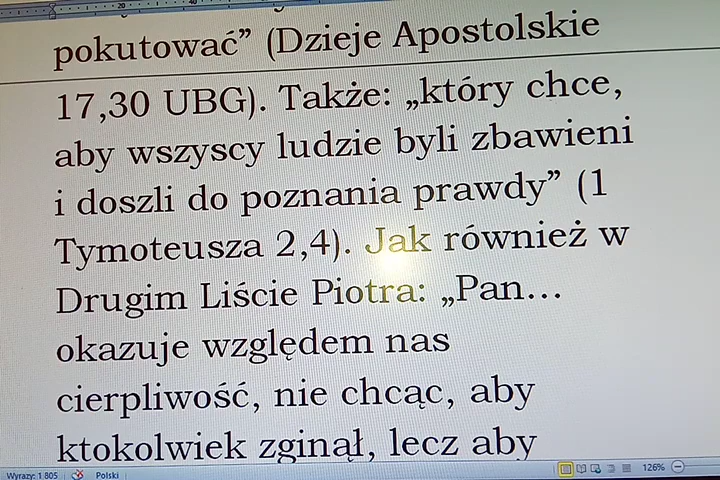 20
40
pokutować” (Dzieje Apostolskie
17,30 UBG). Także: „który chce,
aby wszyscy ludzie byli zbawieni
i doszli do poznania prawdy” (1
Tymoteusza 2,4). Jak również w
Drugim Liście Piotra: „Pan...
okazuje względem nas
cierpliwość, nie chcąc, aby
ktokolwiek zginął, lecz aby
Wyrazy: 1 805 Polski 126%